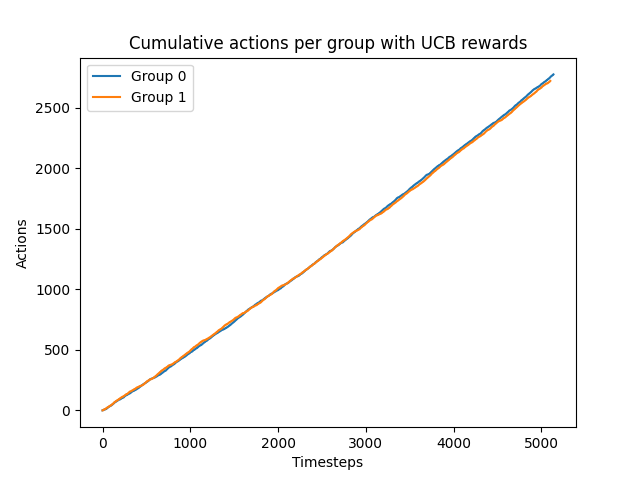 Cumulative actions per group with UCB rewards
Group 0
Group 1
2500
2000
1500
1000
500
0
Actions
0 1000 2000 3000 4000 5000
Timesteps